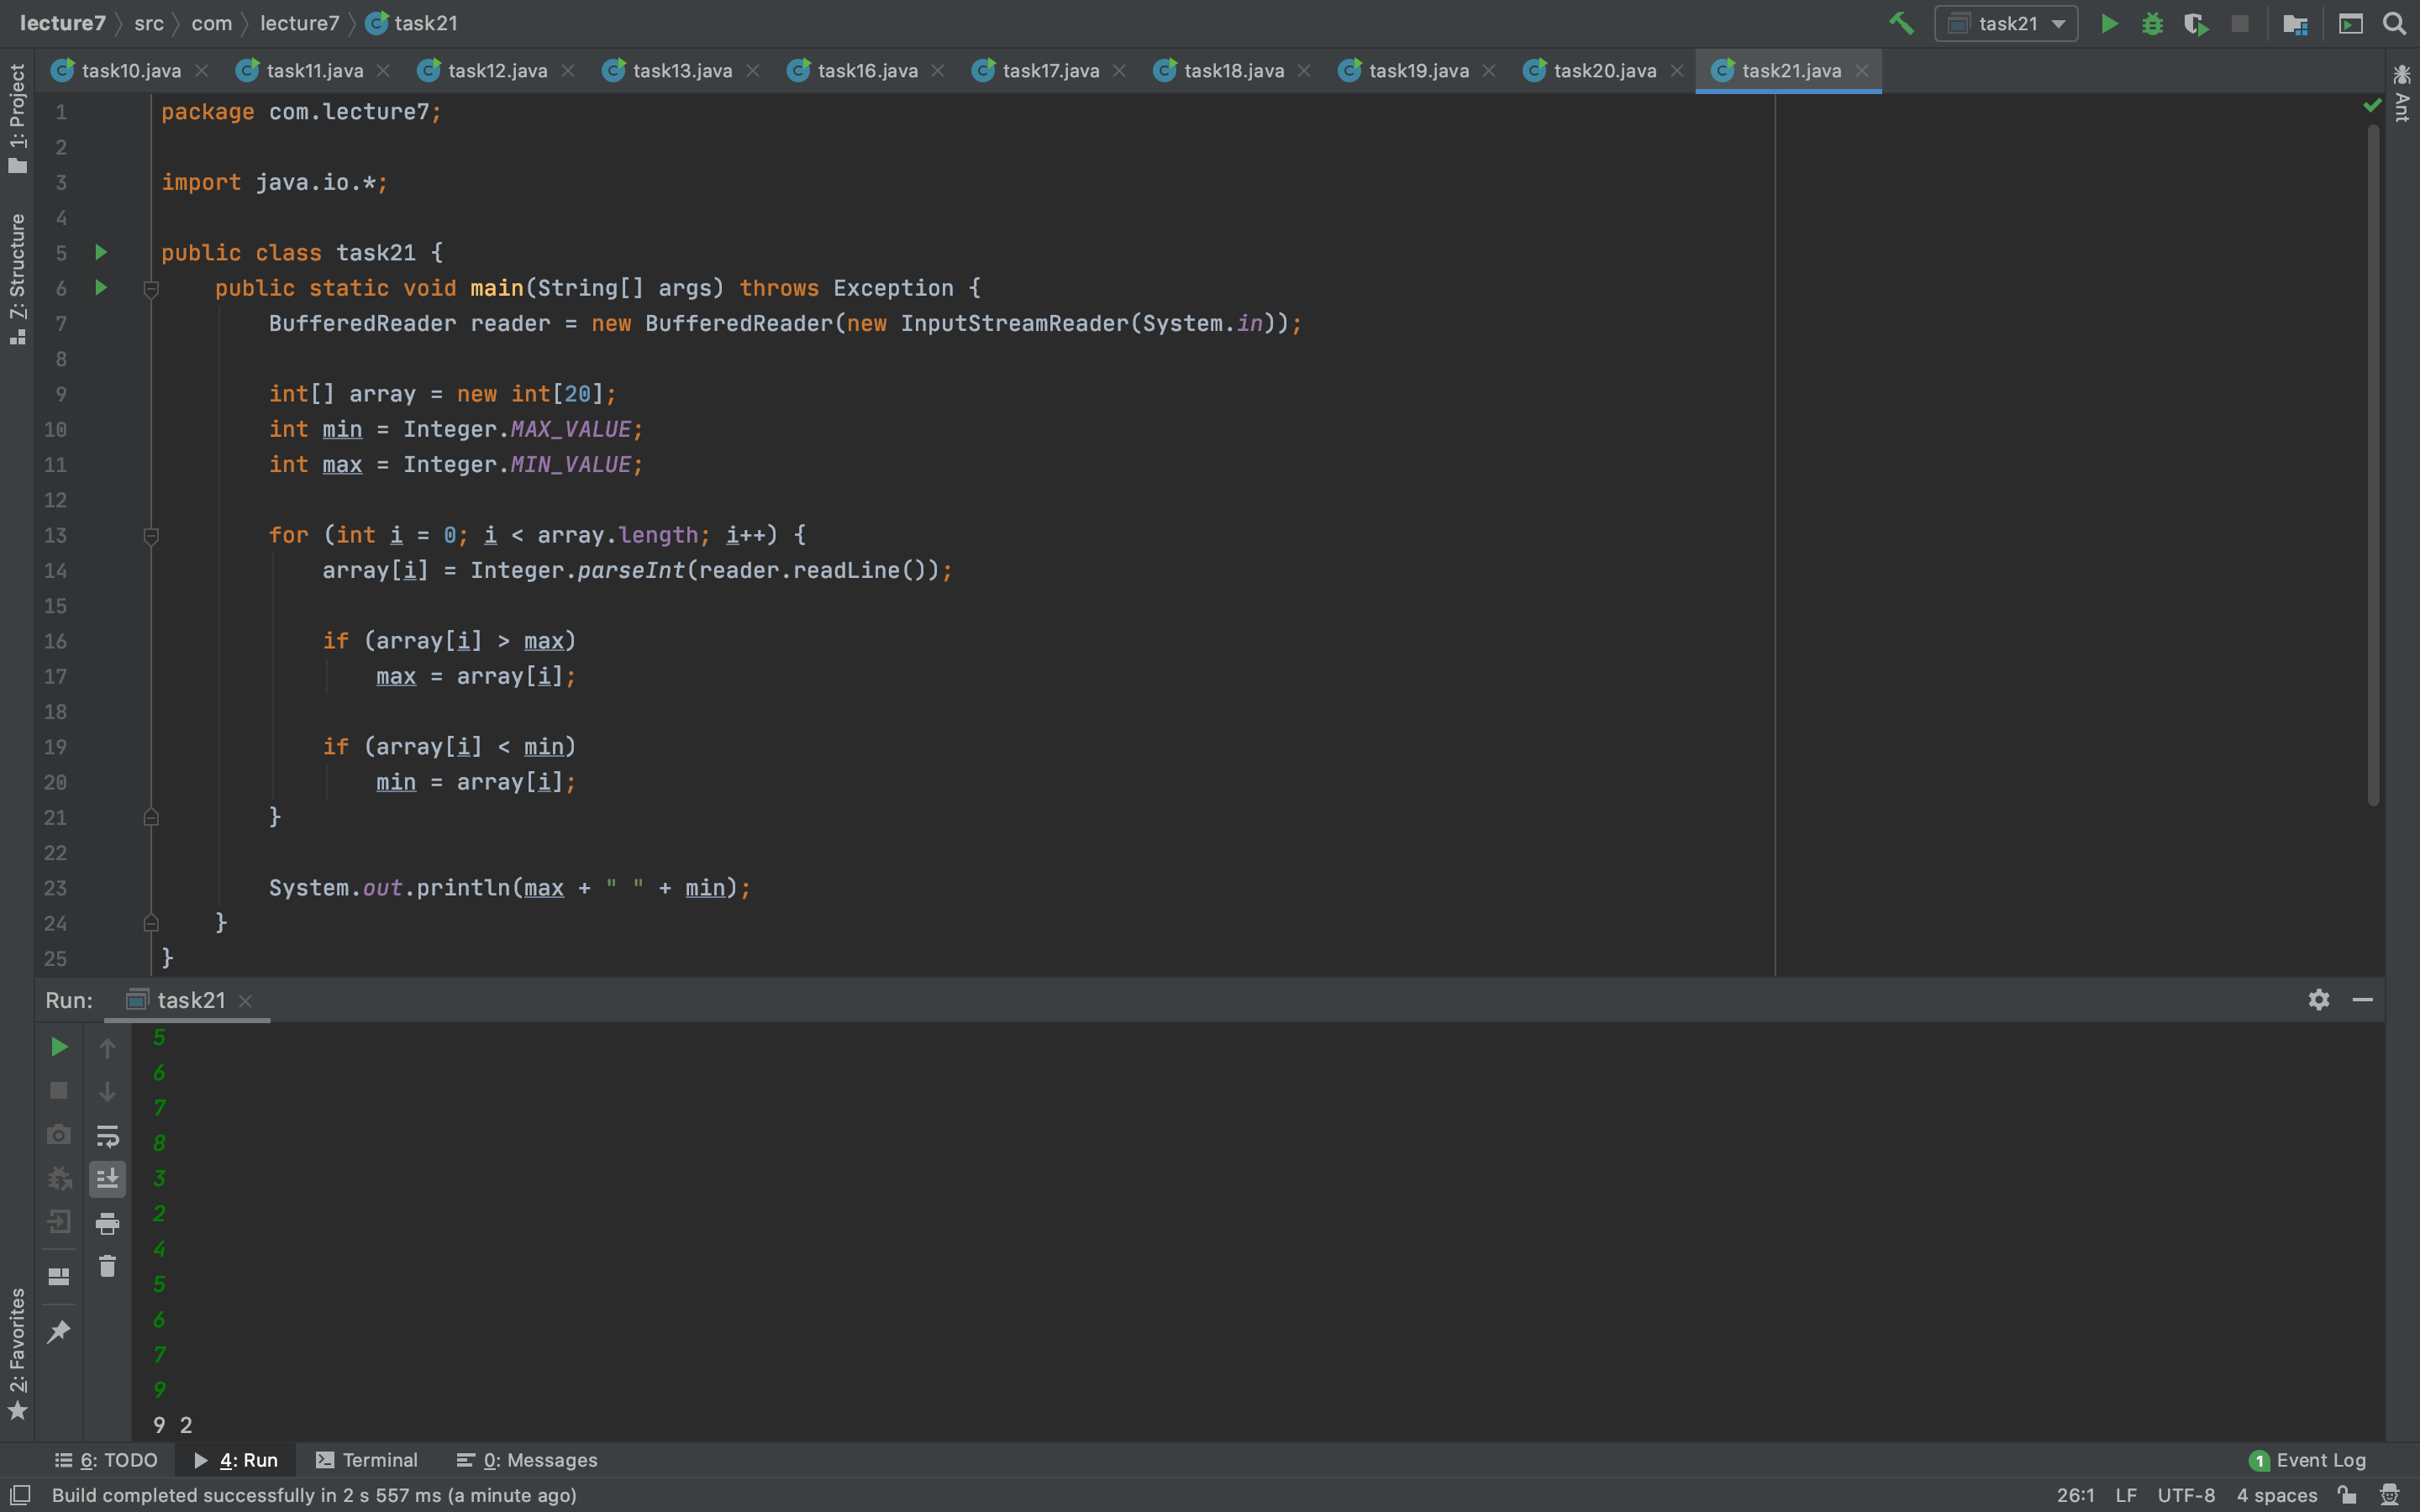 lecture7 src com lecture7 task21 task21
task10.java task11.java task12.java task13.java task16.java task17.java task18.java task19.java task20.java task21.java
1: Project
7: Structure
2: Favorites
Ant
1 package com.lecture7;
2
3 import java.io.*;
4
5 public class task21 {
6 public static void main(String[] args) throws Exception {
7 BufferedReader reader = new BufferedReader(new InputStreamReader(System.in));
8
9 int[] array = new int[20];
10 int min = Integer.MAX_VALUE;
11 int max = Integer.MIN_VALUE;
12
13 for (int i = 0; i < array.length; i++) {
14 array[i] = Integer.parseInt(reader.readLine());
15
16 if (array[i] > max)
17 max = array[i];
18
19 if (array[i] < min)
20 min = array[i];
21 }
22
23 System.out.println(max + " " + min);
24 }
25 }
Run: task21
5
6
7
8
3
2
4
5
6
7
9
9 2
6: TODO 4: Run Terminal 0: Messages 1 Event Log
Build completed successfully in 2 s 557 ms (a minute ago) 26:1 LF UTF-8 4 spaces